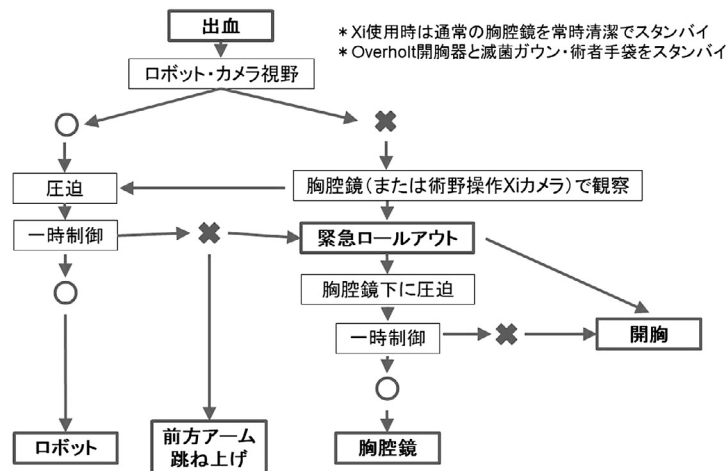 出血
＊Xi使用時は通常の胸腔鏡を常時清潔でスタンバイ
＊Overholt開胸器と滅菌ガウン・術者手袋をスタンバイ
ロボット・カメラ視野
圧迫
胸腔鏡（または術野操作Xiカメラ）で観察
一時制御
緊急ロールアウト
胸腔鏡下に圧迫
一時制御
開胸
ロボット
前方アーム
跳ね上げ
胸腔鏡